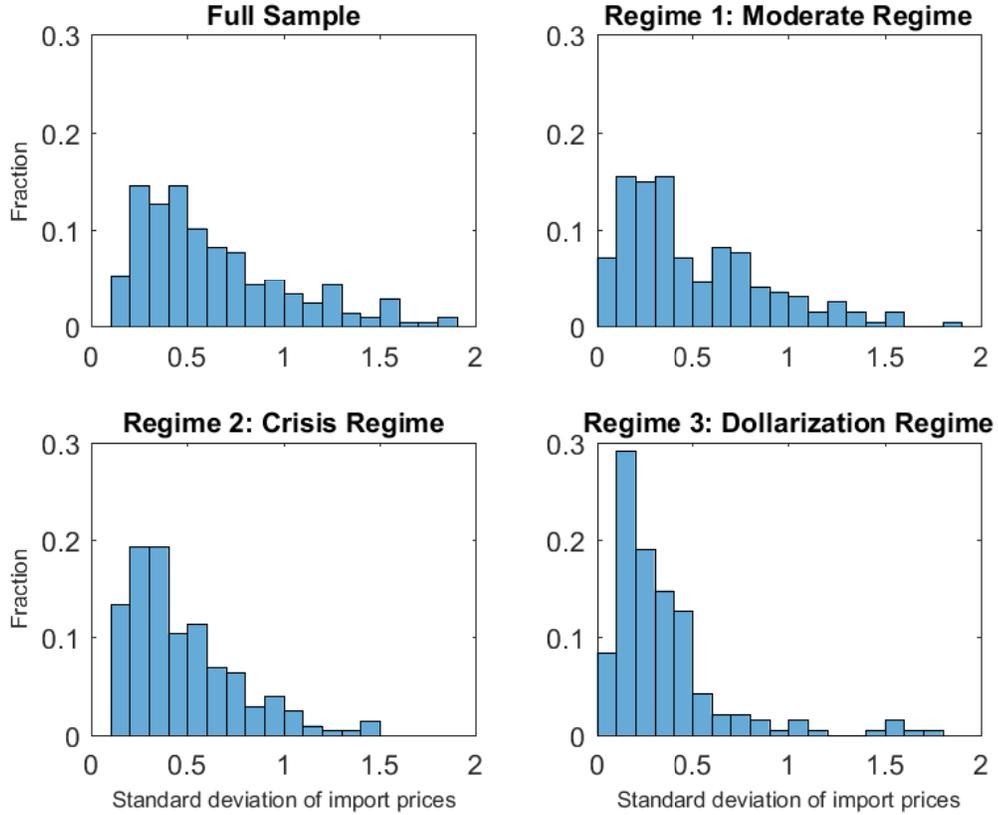 Full Sample
0.3
0.2
0.1
0
Fraction
0 0.5 1 1.5 2
Regime 1: Moderate Regime
0.3
0.2
0.1
0
0 0.5 1 1.5 2
Regime 2: Crisis Regime
0.3
0.2
0.1
0
Fraction
0 0.5 1 1.5 2
Standard deviation of import prices
Regime 3: Dollarization Regime
0.3
0.2
0.1
0
0 0.5 1 1.5 2
Standard deviation of import prices